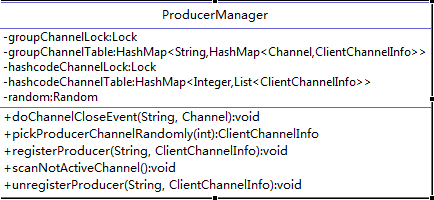 ProducerManager
-groupChannelLock:Lock
-groupChannelTable:HashMap<String,HashMap<Channel,ClientChannelInfo>>
-hashcodeChannelLock:Lock
-hashcodeChannelTable:HashMap<Integer,List<ClientChannelInfo>>
-random:Random
+doChannelCloseEvent(String, Channel):void
+pickProducerChannelRandomly(int):ClientChannelInfo
+registerProducer(String, ClientChannelInfo):void
+scanNotActiveChannel():void
+unregisterProducer(String, ClientChannelInfo):void